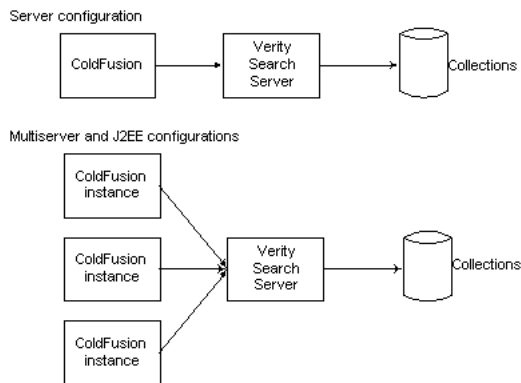 Server configuration
ColdFusion
Verity
Search
Server
Collections
Multiserver and J2EE configurations
ColdFusion
instance
ColdFusion
instance
Verity
Search
Server
Collections
ColdFusion
instance